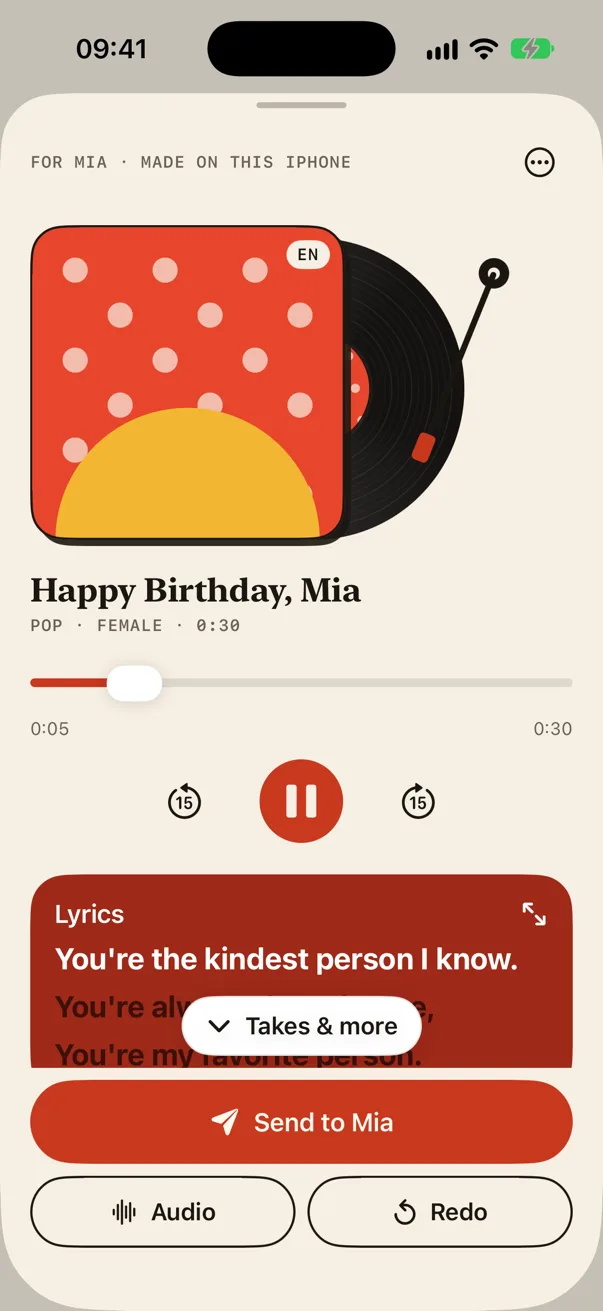 09:41
FOR MIA · MADE ON THIS IPHONE
EN
Happy Birthday, Mia
POP · FEMALE · 0:30
0:05
0:30
15
15
Lyrics
You're the kindest person I know.
You're
Takes & more
You're my favorite person.
Send to Mia
Audio
Redo